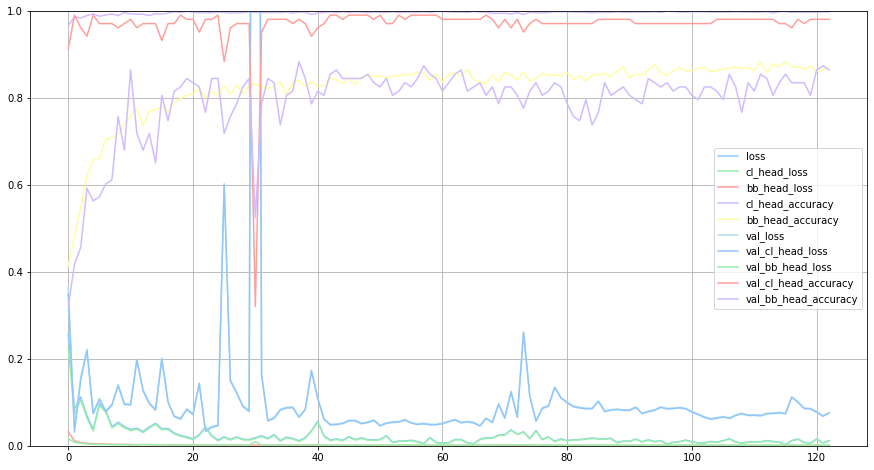 1.0
0.8
0.6
0.4
0.2
0.0
loss
cl_head_loss
bb_head_loss
cl_head_accuracy
bb_head_accuracy
val_loss
val_cl_head_loss
val_bb_head_loss
val_cl_head_accuracy
val_bb_head_accuracy
0 20 40 60 80 100 120